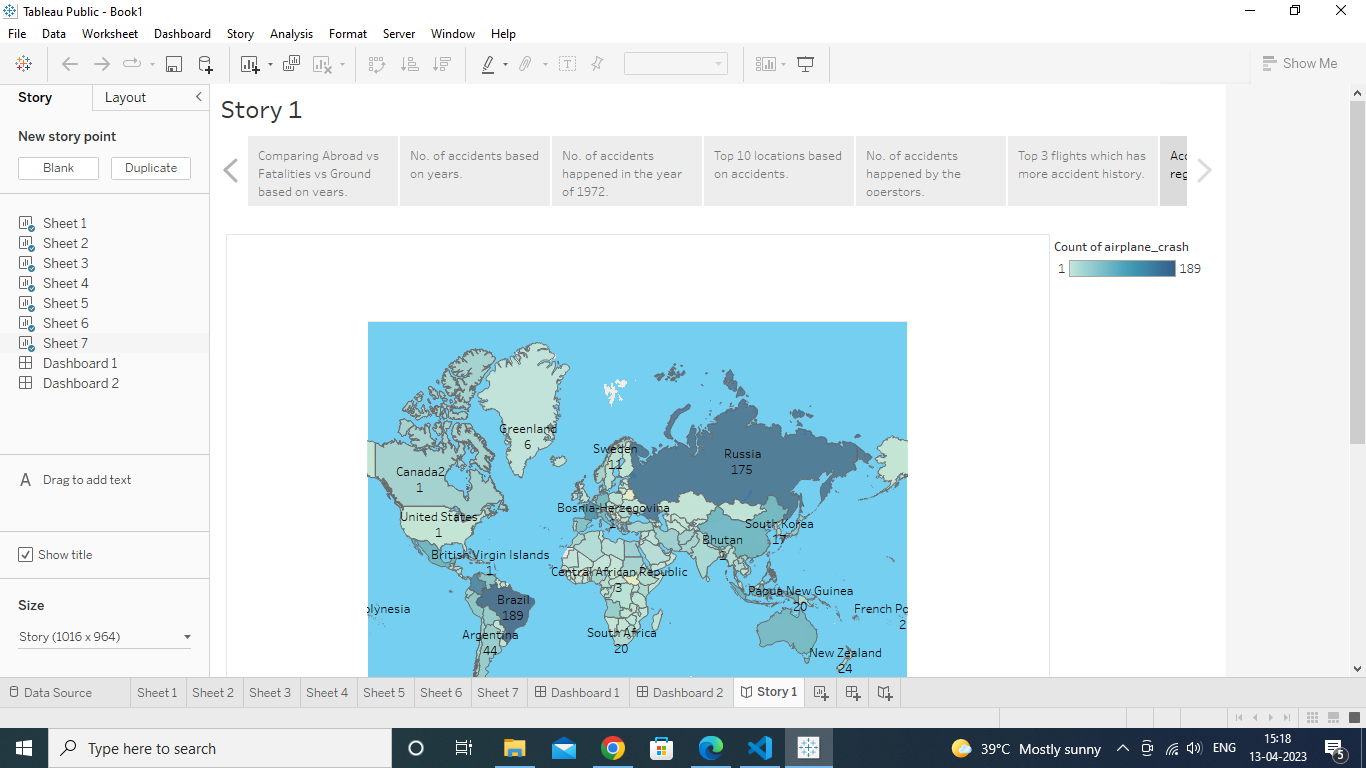 Tableau Public - Book1
File Data Worksheet Dashboard Story Analysis Format Server Window Help
Show Me
Story Layout
New story point
Blank Duplicate
Sheet 1
Sheet 2
Sheet 3
Sheet 4
Sheet 5
Sheet 6
Sheet 7
Dashboard 1
Dashboard 2
A Drag to add text
Show title
Size
Story (1016 x 964)
Story 1
Comparing Abroad vs
Fatalities vs Ground
based on years.
No. of accidents based
on years.
No. of accidents
happened in the year
of 1972.
Top 10 locations based
on accidents.
No. of accidents
happened by the
operstors.
Top 3 flights which has
more accident history.
Acc
reg
Count of airplane_crash
1 189
Greenland
6
Sweden
11
Russia
175
Canada2
1
United States
1
Bosnia-Herzegovina
1
South Korea
17
Bhutan
British Virgin Islands
1
Central African Republic
3
Brazil
189
Papua New Guinea
20
olynesia
French Po
2
Argentina
44
South Africa
20
New Zealand
24
Data Source Sheet 1 Sheet 2 Sheet 3 Sheet 4 Sheet 5 Sheet 6 Sheet 7 Dashboard 1 Dashboard 2 Story 1
Type here to search
39°C Mostly sunny
ENG
15:18
13-04-2023
5